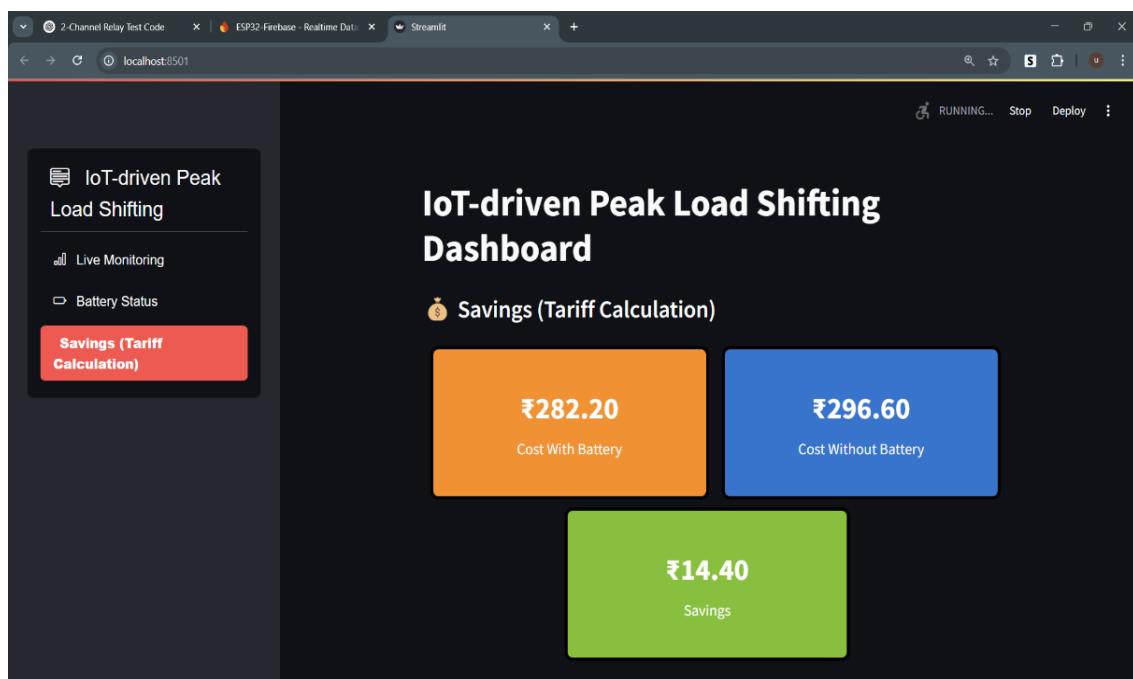 2-Channel Relay Test Code
ESP32-Firebase - Realtime Data
Streamlit
localhost:8501
S
u
RUNNING...
Stop
Deploy
IoT-driven Peak
Load Shifting
Live Monitoring
Battery Status
Savings (Tariff
Calculation)
IoT-driven Peak Load Shifting
Dashboard
Savings (Tariff Calculation)
₹282.20
Cost With Battery
₹296.60
Cost Without Battery
₹14.40
Savings